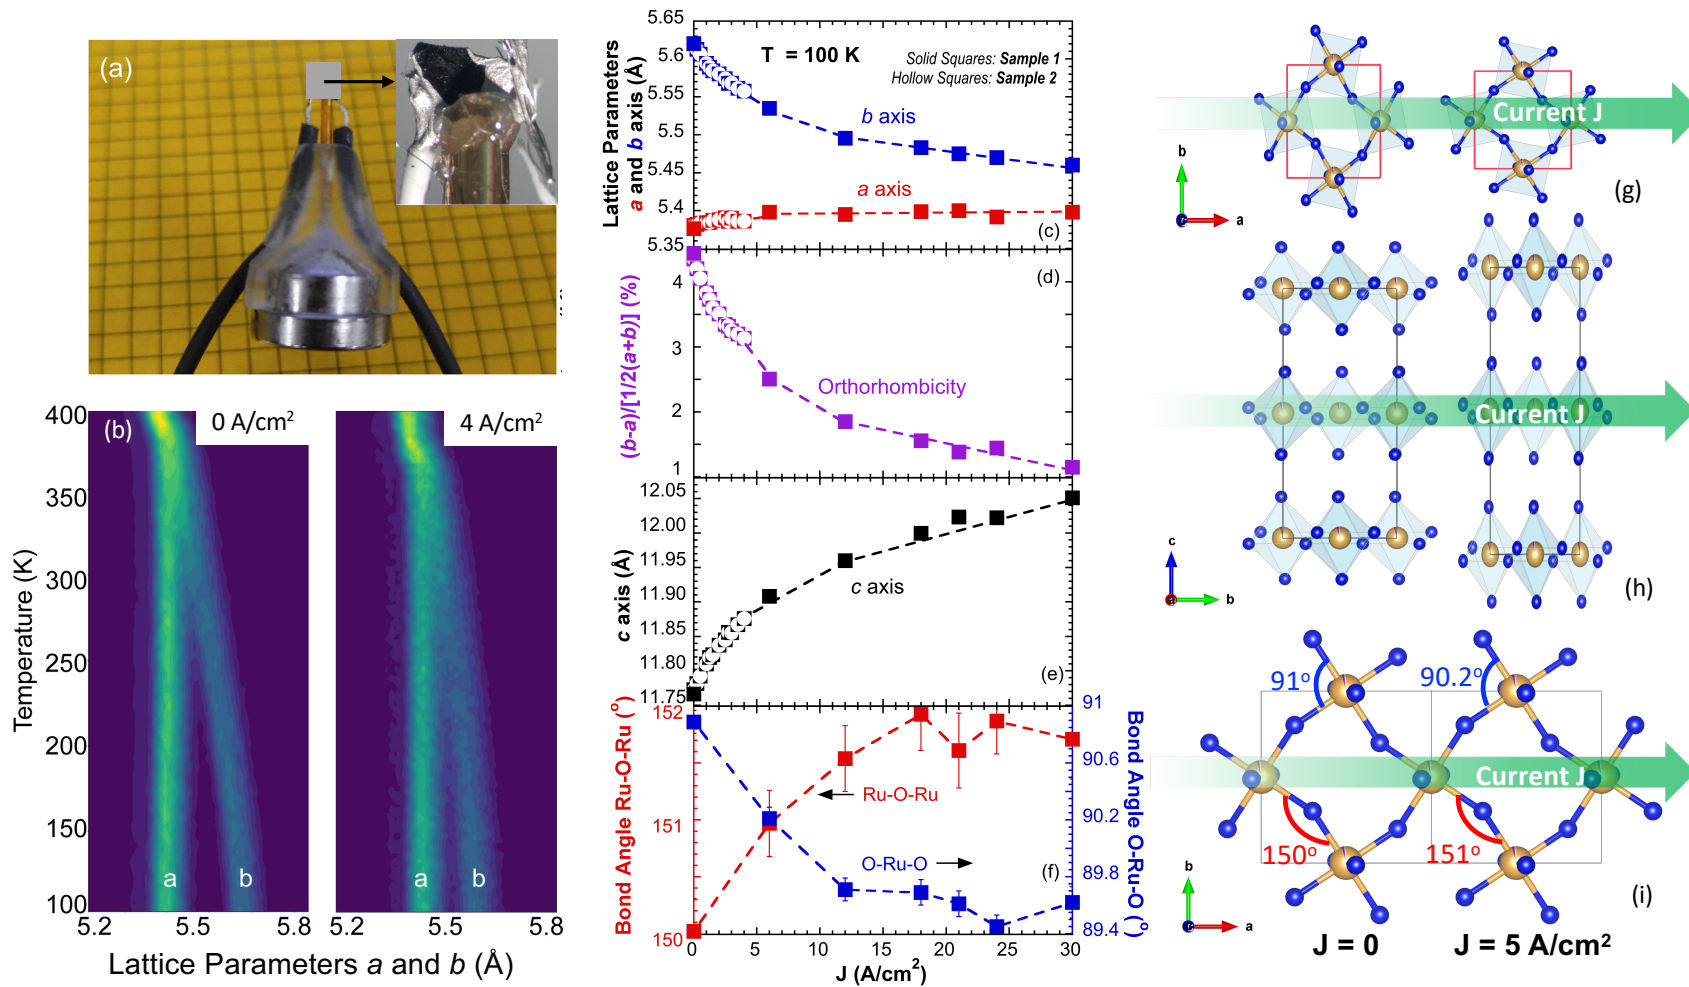 (a)
(b)
0 A/cm²
4 A/cm²
400
350
300
250
200
150
100
Temperature (K)
a
b
a
b
5.2
5.5
5.8
5.2
5.5
5.8
Lattice Parameters a and b (Å)
5.65
5.6
5.55
5.5
5.45
5.4
5.35
Lattice Parameters
a and b axis (Å)
T = 100 K
Solid Squares: Sample 1
Hollow Squares: Sample 2
b axis
a axis
(c)
4
3
2
1
(b-a)/[1/2(a+b)] (%)
(d)
Orthorhombicity
12.05
12.00
11.95
11.90
11.85
11.80
11.75
c axis (Å)
c axis
(e)
152
151
150
Bond Angle Ru-O-Ru (°)
Ru-O-Ru
O-Ru-O
(f)
91
90.6
90.2
89.8
89.4
Bond Angle O-Ru-O (°)
0
5
10
15
20
25
30
J (A/cm²)
Current J
b
a
c
(g)
Current J
c
b
a
(h)
91°
90.2°
Current J
150°
151°
(i)
b
a
c
J = 0
J = 5 A/cm²